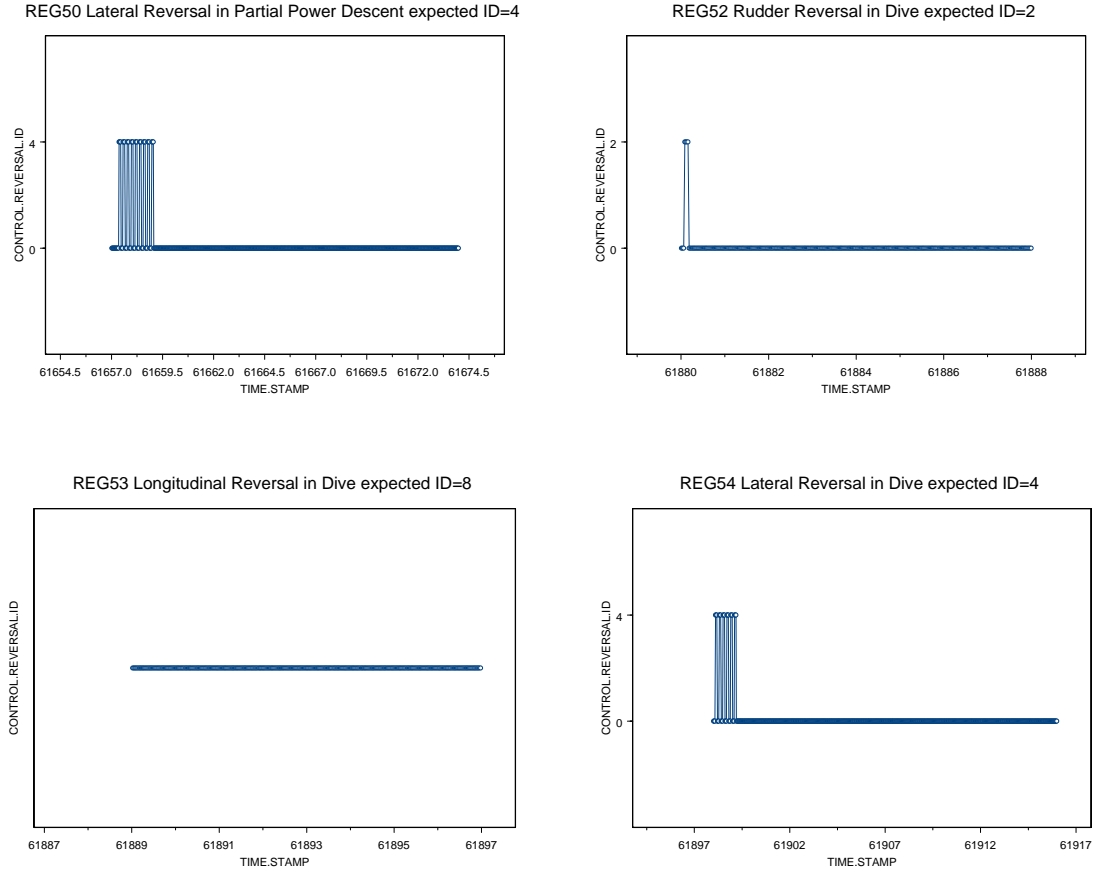 REG50 Lateral Reversal in Partial Power Descent expected ID=4
CONTROL.REVERSAL.ID
4
0
61654.5 61657.0 61659.5 61662.0 61664.5 61667.0 61669.5 61672.0 61674.5
TIME.STAMP
REG52 Rudder Reversal in Dive expected ID=2
CONTROL.REVERSAL.ID
2
0
61880 61882 61884 61886 61888
TIME.STAMP
REG53 Longitudinal Reversal in Dive expected ID=8
CONTROL.REVERSAL.ID
61887 61889 61891 61893 61895 61897
TIME.STAMP
REG54 Lateral Reversal in Dive expected ID=4
CONTROL.REVERSAL.ID
4
0
61897 61902 61907 61912 61917
TIME.STAMP